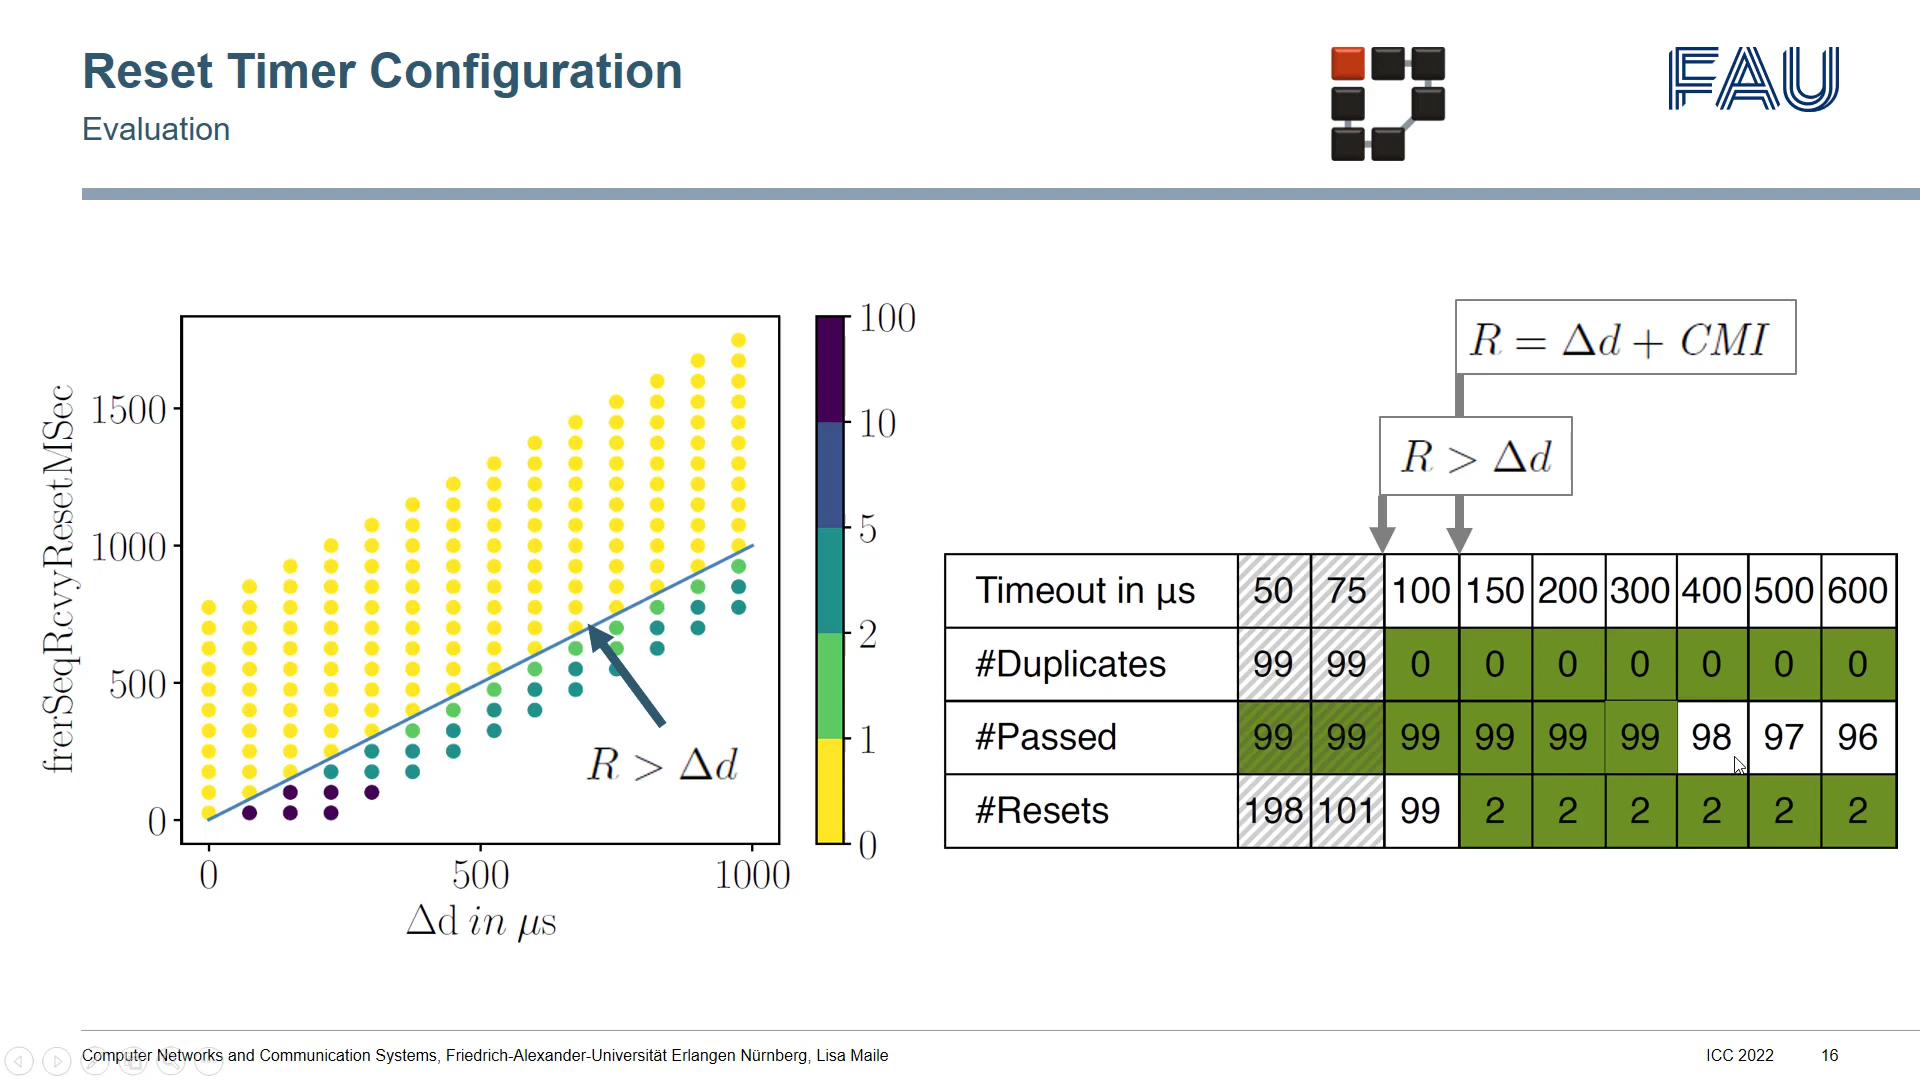 Reset Timer Configuration
Evaluation
FAU
frerSeqRcvyResetMSec
1500
1000
500
0
0
500
1000
Δd in μs
R > Δd
100
10
5
2
1
0
R = Δd + CMI
R > Δd
Timeout in μs 50 75 100 150 200 300 400 500 600
#Duplicates 99 99 0 0 0 0 0 0 0
#Passed 99 99 99 99 99 99 98 97 96
#Resets 198 101 99 2 2 2 2 2 2
Computer Networks and Communication Systems, Friedrich-Alexander-Universität Erlangen Nürnberg, Lisa Maile
ICC 2022
16